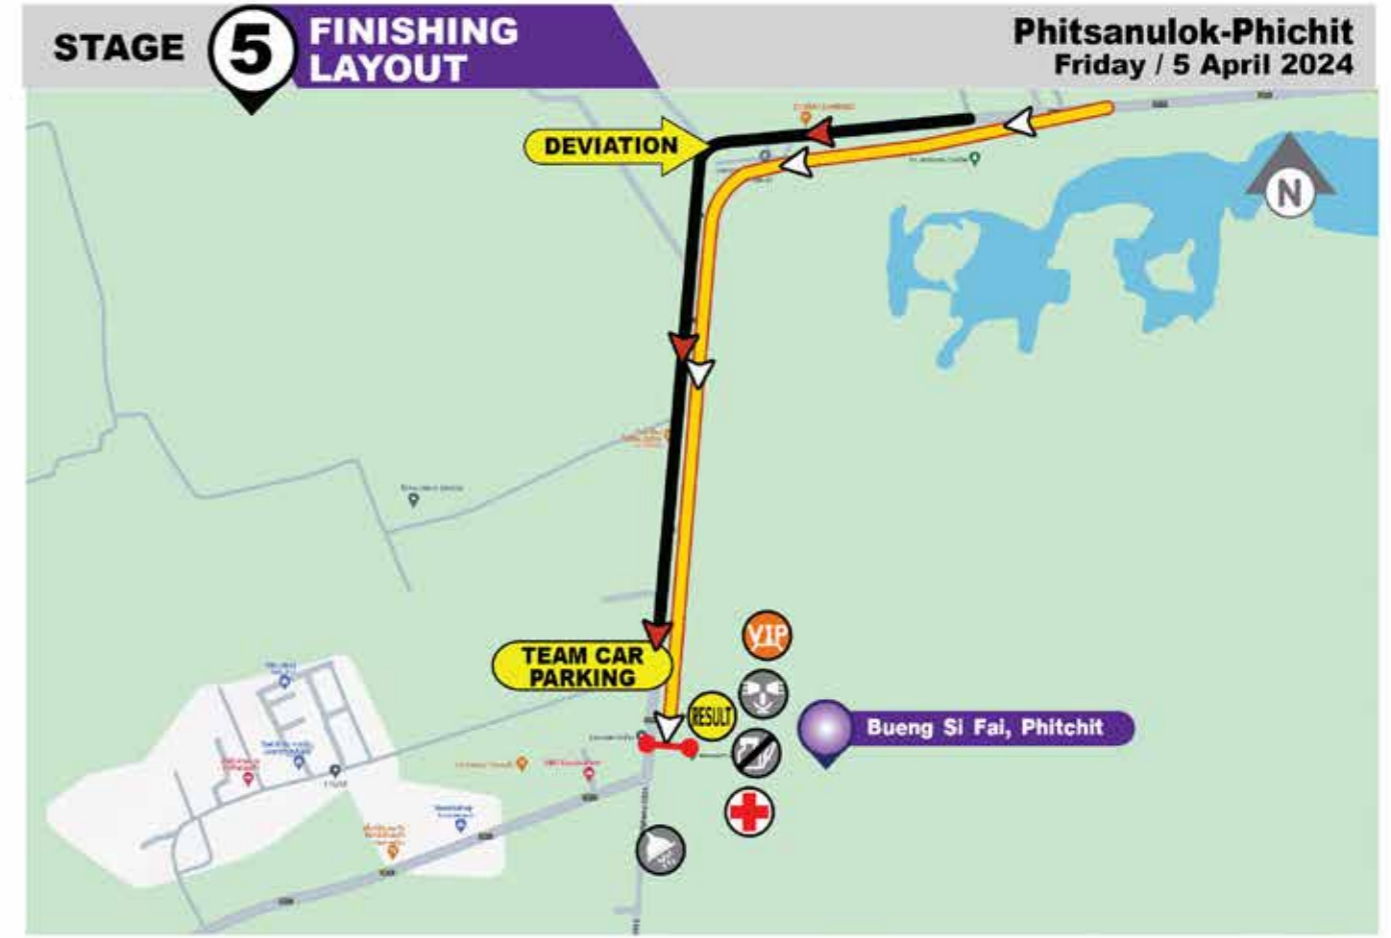 STAGE
5
FINISHING
LAYOUT
Phitsanulok-Phichit
Friday / 5 April 2024
DEVIATION
N
TEAM CAR
PARKING
VIP
RESULT
Bueng Si Fai, Phitchit